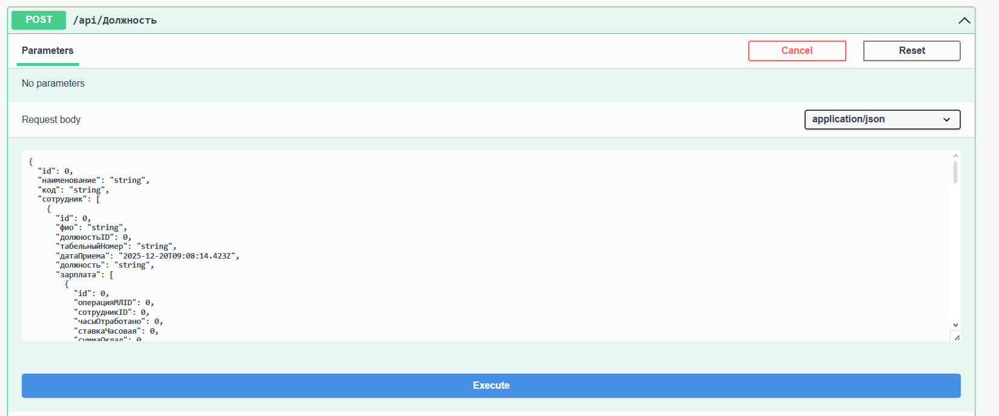 POST /api/Должность
Parameters
Cancel
Reset
No parameters
Request body
application/json
{
"id": 0,
"наименование": "string",
"код": "string",
"сотрудник": [
{
"id": 0,
"фио": "string",
"должностьID": 0,
"табельныйНомер": "string",
"датаПриема": "2025-12-20T09:08:14.423Z",
"должность": "string",
"зарплата": [
{
"id": 0,
"операцияМЛID": 0,
"сотрудникID": 0,
"часыОтработано": 0,
"ставкаЧасовая": 0,
"суммаОклад": 0
Execute